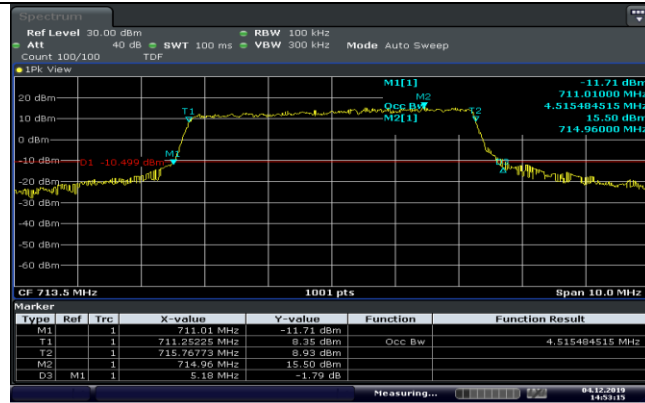 Spectrum
Ref Level 30.00 dBm RBW 100 kHz
Att 40 dB SWT 100 ms VBW 300 kHz Mode Auto Sweep
Count 100/100 TDF
1Pk View
M1[1] -11.71 dBm
711.01000 MHz
20 dBm M2
T1 Occ Bw T2 4.515484515 MHz
10 dBm M2[1] 15.50 dBm
714.96000 MHz
0 dBm
M1
-10 dBm D1 -10.499 dBm
-20 dBm
-30 dBm
-40 dBm
-50 dBm
-60 dBm
CF 713.5 MHz 1001 pts Span 10.0 MHz
Marker
Type Ref Trc X-value Y-value Function Function Result
M1 1 711.01 MHz -11.71 dBm
T1 1 711.25225 MHz 8.35 dBm Occ Bw 4.515484515 MHz
T2 1 715.76773 MHz 8.93 dBm
M2 1 714.96 MHz 15.50 dBm
D3 M1 1 5.18 MHz -1.79 dB
Measuring... 04.12.2019
14:53:15